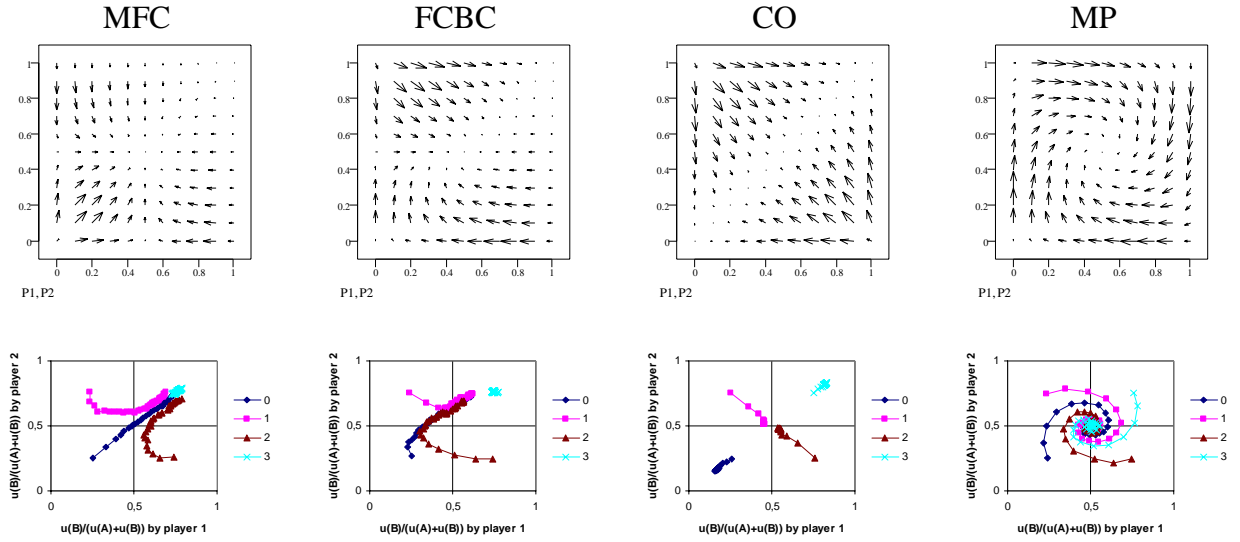 MFC FCBC CO MP
1 1 1 1
0.8 0.8 0.8 0.8
0.6 0.6 0.6 0.6
0.4 0.4 0.4 0.4
0.2 0.2 0.2 0.2
0 0 0 0
0 0.2 0.4 0.6 0.8 1 0 0.2 0.4 0.6 0.8 1 0 0.2 0.4 0.6 0.8 1 0 0.2 0.4 0.6 0.8 1
P1, P2 P1, P2 P1, P2 P1, P2
u(B)/(u(A)+u(B)) by player 2
1
0,5
0
0 0,5 1
u(B)/(u(A)+u(B)) by player 1
0
1
2
3
u(B)/(u(A)+u(B)) by player 2
1
0,5
0
0 0,5 1
u(B)/(u(A)+u(B)) by player 1
0
1
2
3
u(B)/(u(A)+u(B)) by player 2
1
0,5
0
0 0,5 1
u(B)/(u(A)+u(B)) by player 1
0
1
2
3
u(B)/(u(A)+u(B)) by player 2
1
0,5
0
0 0,5 1
u(B)/(u(A)+u(B)) by player 1
0
1
2
3